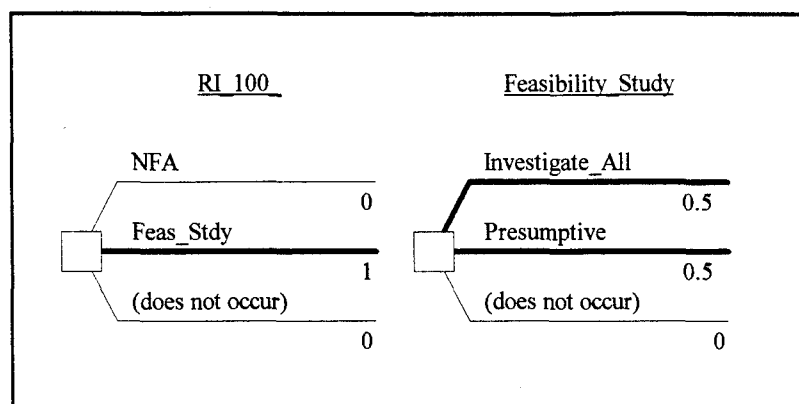 RI_100_ Feasibility_Study
NFA Investigate_All
0 0.5
Feas_Stdy Presumptive
1 0.5
(does not occur) (does not occur)
0 0